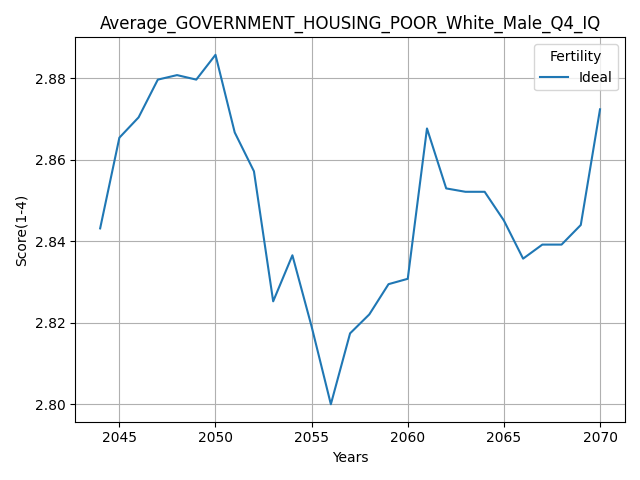 Average_GOVERNMENT_HOUSING_POOR_White_Male_Q4_IQ
Fertility
Ideal
2.88
2.86
2.84
2.82
2.80
Score(1-4)
2045 2050 2055 2060 2065 2070
Years